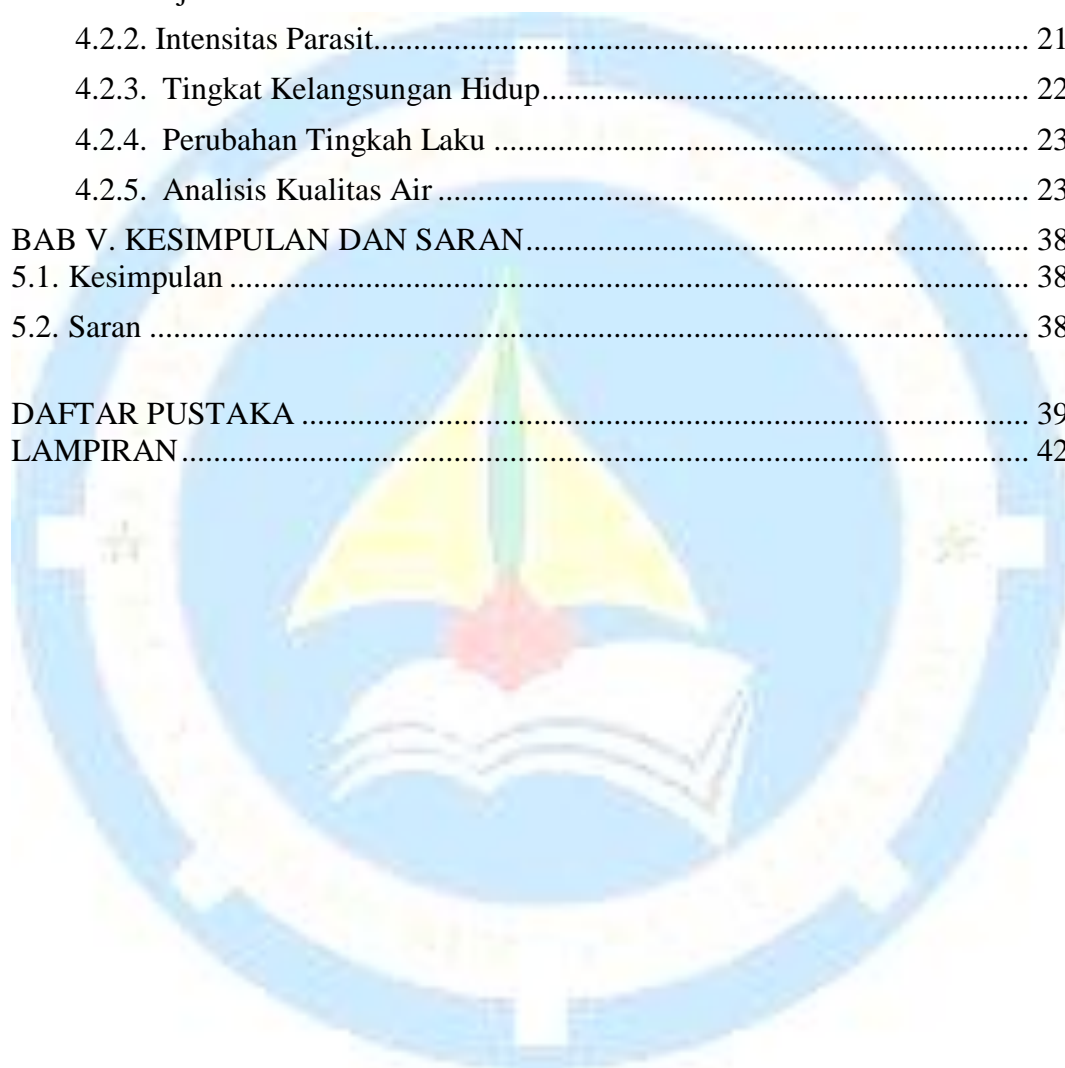 4.2.2. Intensitas Parasit.................................................................................. 21
4.2.3.  Tingkat Kelangsungan Hidup............................................................. 22
4.2.4.  Perubahan Tingkah Laku ................................................................... 23
4.2.5.  Analisis Kualitas Air .......................................................................... 23
BAB V. KESIMPULAN DAN SARAN............................................................... 38
5.1. Kesimpulan .................................................................................................... 38
5.2. Saran .............................................................................................................. 38
DAFTAR PUSTAKA ........................................................................................... 39
LAMPIRAN.......................................................................................................... 42